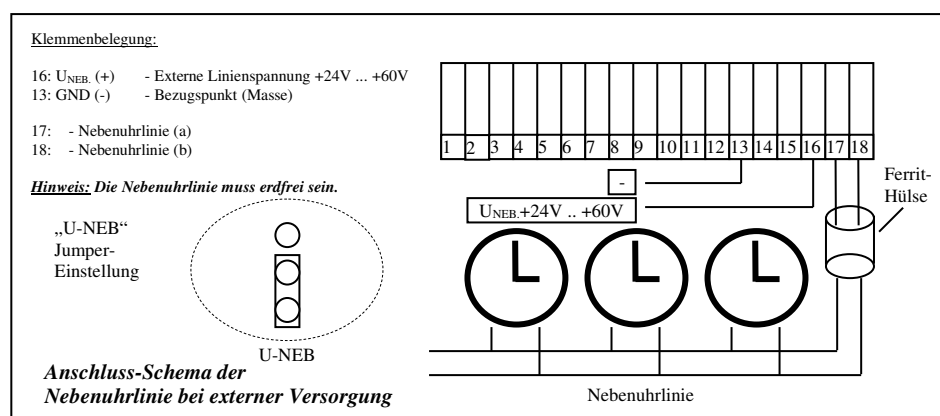 Klemmenbelegung:
16: UNEB. (+) - Externe Linienspannung +24V ... +60V
13: GND (-) - Bezugspunkt (Masse)
17: - Nebenuhrlinie (a)
18: - Nebenuhrlinie (b)
Hinweis: Die Nebenuhrlinie muss erdfrei sein.
„U-NEB“
Jumper-
Einstellung
U-NEB
Anschluss-Schema der
Nebenuhrlinie bei externer Versorgung
1 2 3 4 5 6 7 8 9 10 11 12 13 14 15 16 17 18
-
UNEB.+24V .. +60V
Ferrit-
Hülse
Nebenuhrlinie